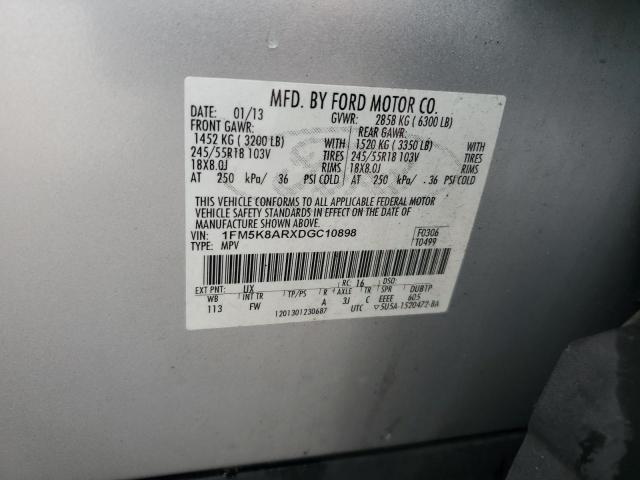 MFD. BY FORD MOTOR CO.
DATE: 01/13 GVWR: 2858 KG ( 6300 LB)
FRONT GAWR: REAR GAWR:
1452 KG ( 3200 LB) WITH 1520 KG ( 3350 LB) WITH
245/55R18 103V TIRES 245/55R18 103V TIRES
18X8.0J RIMS 18X8.0J RIMS
AT 250 kPa/ 36 PSI COLD AT 250 kPa/ 36 PSI COLD
THIS VEHICLE CONFORMS TO ALL APPLICABLE FEDERAL MOTOR
VEHICLE SAFETY STANDARDS IN EFFECT ON THE DATE OF
MANUFACTURE SHOWN ABOVE.
VIN: 1FM5K8ARXDGC10898 F0306
TYPE: MPV T0499
EXT PNT: UX RC: 16 DSO:
WB INT TR TP/PS R AXLE TR SPR DUBTP
113 FW A 3J C EEEE 605
1201301230687 UTC ▽5USA-1520472-BA